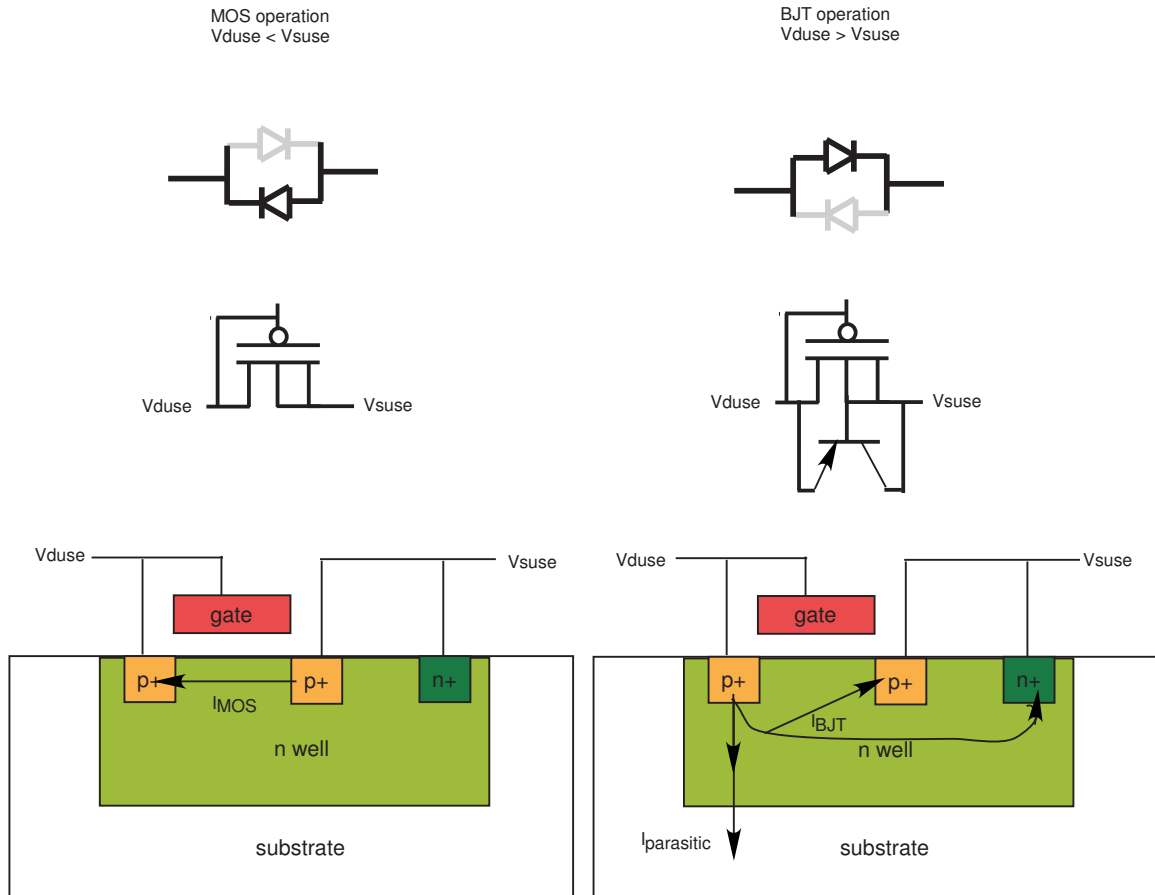 MOS operation
Vduse < Vsuse
BJT operation
Vduse > Vsuse
Vduse
Vsuse
Vduse
Vsuse
Vduse
Vsuse
gate
p+
p+
n+
IMOS
n well
substrate
Vduse
Vsuse
gate
p+
p+
n+
IBJT
n well
Iparasitic
substrate